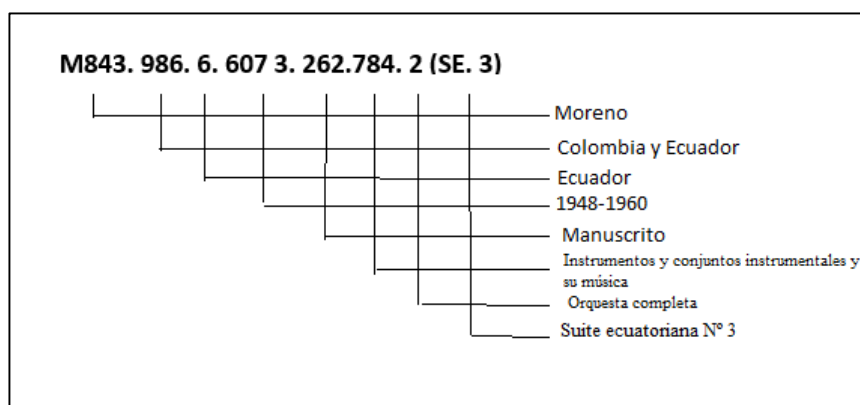 M843. 986. 6. 607 3. 262.784. 2 (SE. 3)
Moreno
Colombia y Ecuador
Ecuador
1948-1960
Manuscrito
Instrumentos y conjuntos instrumentales y
su música
Orquesta completa
Suite ecuatoriana Nº 3